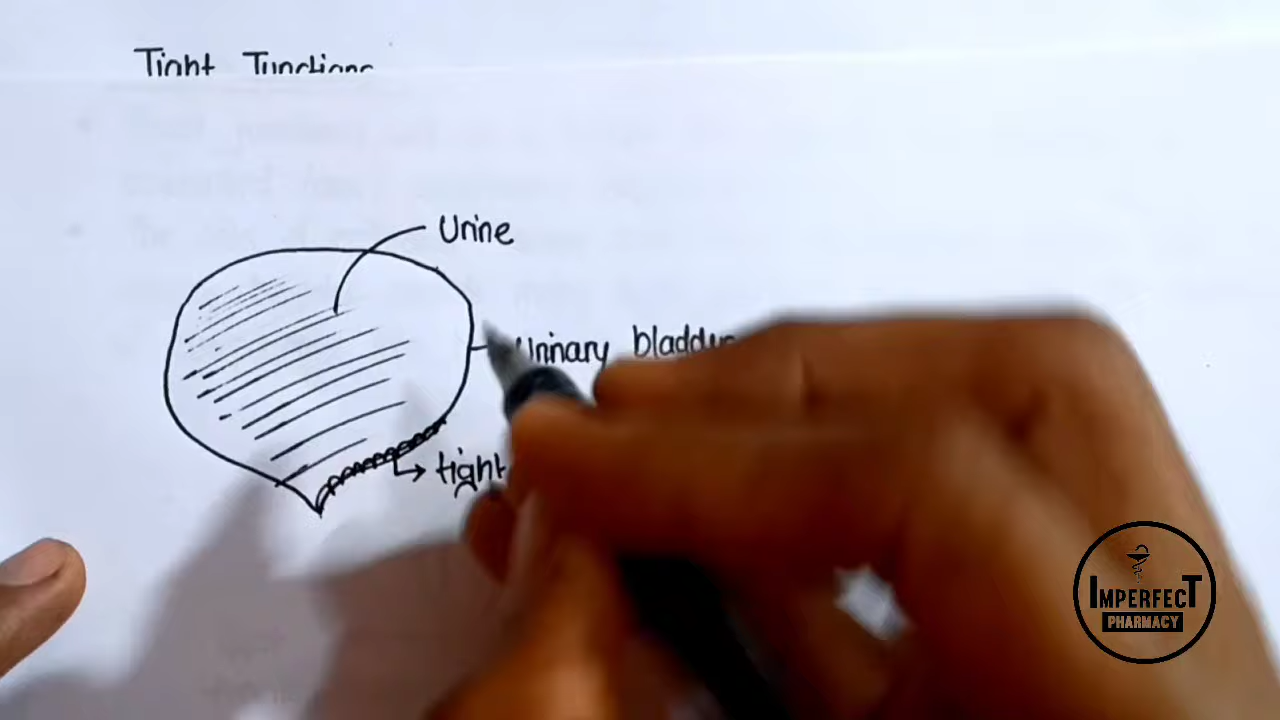 Tight Junctions
Urine
Urinary bladder
tight
IMPERFECT
PHARMACY